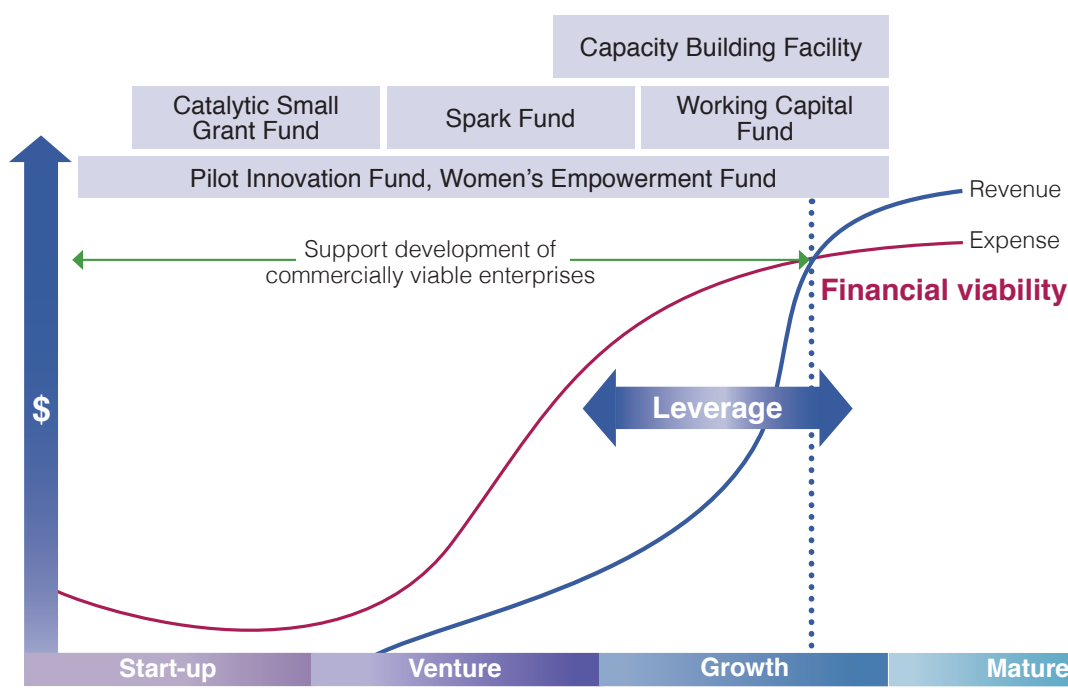 Capacity Building Facility
Catalytic Small
Grant Fund
Spark Fund
Working Capital
Fund
Pilot Innovation Fund, Women's Empowerment Fund
Revenue
Expense
Support development of
commercially viable enterprises
Financial viability
$
Leverage
Start-up
Venture
Growth
Mature